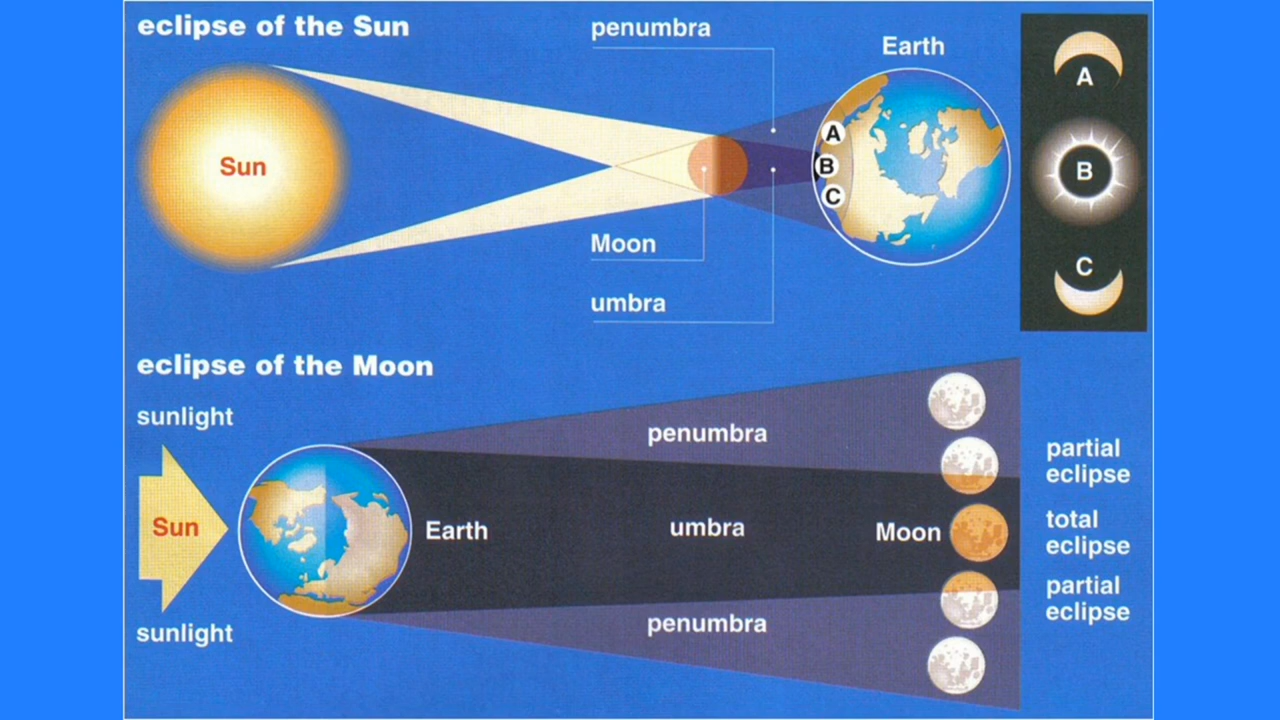 eclipse of the Sun
penumbra
Earth
Sun
Moon
umbra
A
B
C
A
B
C
eclipse of the Moon
sunlight
Sun
sunlight
Earth
penumbra
umbra
penumbra
Moon
partial
eclipse
total
eclipse
partial
eclipse